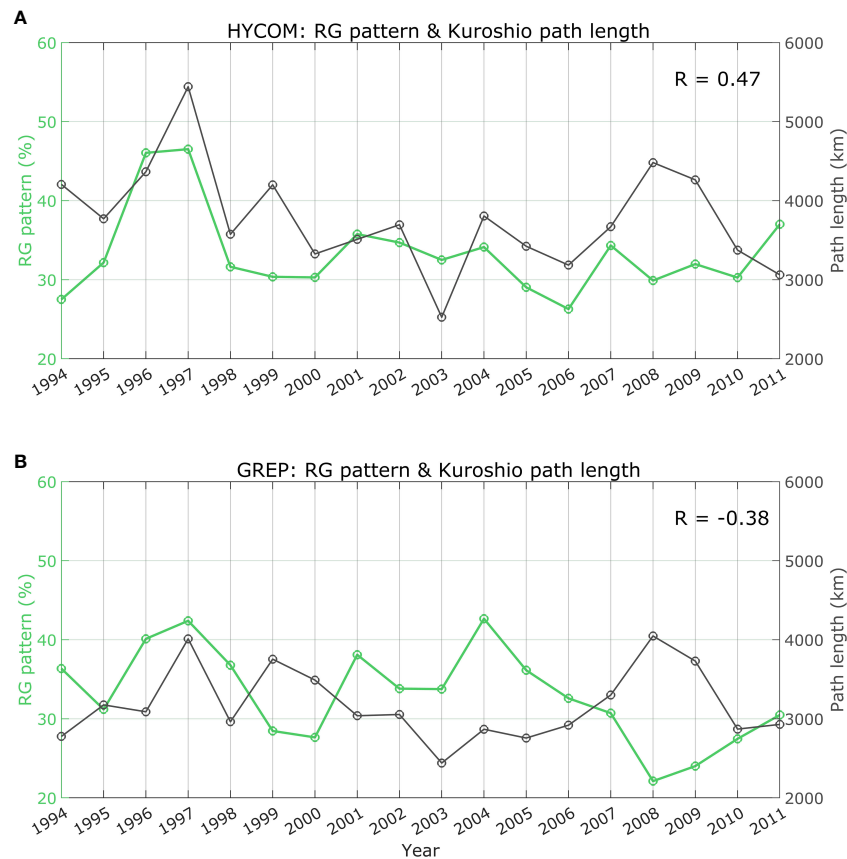 A
HYCOM: RG pattern & Kuroshio path length
R = 0.47
60
50
40
30
20
RG pattern (%)
6000
5000
4000
3000
2000
Path length (km)
1994 1995 1996 1997 1998 1999 2000 2001 2002 2003 2004 2005 2006 2007 2008 2009 2010 2011
B
GREP: RG pattern & Kuroshio path length
R = -0.38
60
50
40
30
20
RG pattern (%)
6000
5000
4000
3000
2000
Path length (km)
1994 1995 1996 1997 1998 1999 2000 2001 2002 2003 2004 2005 2006 2007 2008 2009 2010 2011
Year